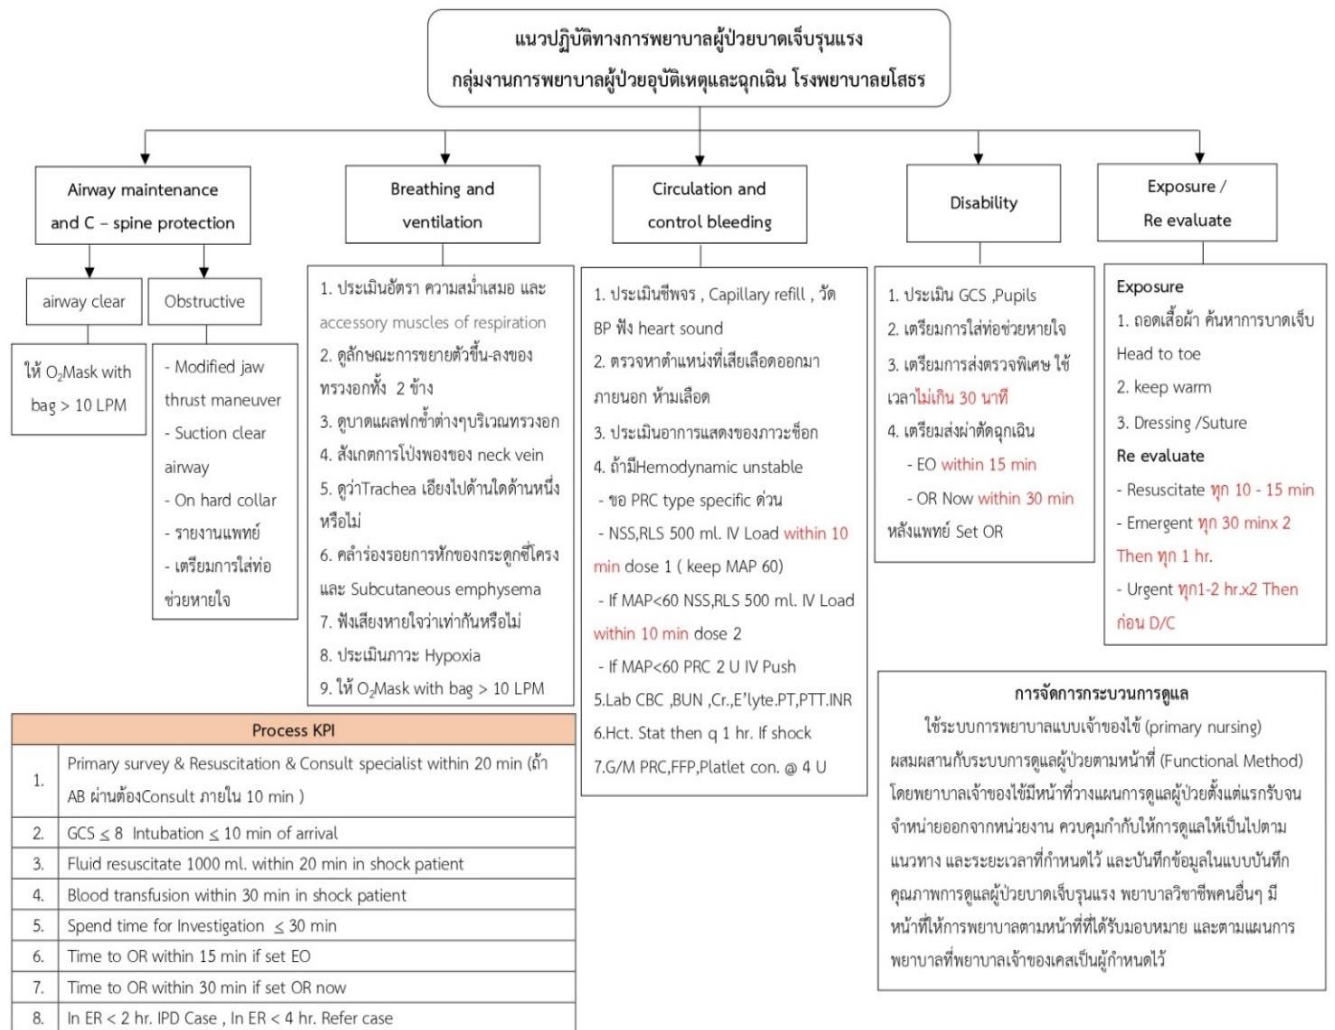 แนวปฏิบัติทางการพยาบาลผู้ป่วยบาดเจ็บรุนแรง
กลุ่มงานการพยาบาลผู้ป่วยอุบัติเหตุและฉุกเฉิน โรงพยาบาลยโสธร
Airway maintenance
and C – spine protection
airway clear
ให้ O₂Mask with
bag > 10 LPM
Obstructive
- Modified jaw
thrust maneuver
- Suction clear
airway
- On hard collar
- รายงานแพทย์
- เตรียมการใส่ท่อ
ช่วยหายใจ
Breathing and
ventilation
1. ประเมินอัตรา ความสม่ำเสมอ และ
accessory muscles of respiration
2. ดูลักษณะการขยายตัวขึ้น-ลงของ
ทรวงอกทั้ง 2 ข้าง
3. ดูบาดแผลฟกช้ำต่างๆบริเวณทรวงอก
4. สังเกตการโป่งพองของ neck vein
5. ดูว่าTrachea เอียงไปด้านใดด้านหนึ่ง
หรือไม่
6. คลำร่องรอยการหักของกระดูกซี่โครง
และ Subcutaneous emphysema
7. ฟังเสียงหายใจว่าเท่ากันหรือไม่
8. ประเมินภาวะ Hypoxia
9. ให้ O₂Mask with bag > 10 LPM
Circulation and
control bleeding
1. ประเมินชีพจร , Capillary refill , วัด
BP ฟัง heart sound
2. ตรวจหาตำแหน่งที่เสียเลือดออกมา
ภายนอก ห้ามเลือด
3. ประเมินอาการแสดงของภาวะช็อก
4. ถ้ามีHemodynamic unstable
- ขอ PRC type specific ด่วน
- NSS,RLS 500 ml. IV Load within 10
min dose 1 ( keep MAP 60)
- If MAP<60 NSS,RLS 500 ml. IV Load
within 10 min dose 2
- If MAP<60 PRC 2 U IV Push
5.Lab CBC ,BUN ,Cr.,E'lyte.PT,PTT.INR
6.Hct. Stat then q 1 hr. If shock
7.G/M PRC,FFP,Platlet con. @ 4 U
Disability
1. ประเมิน GCS ,Pupils
2. เตรียมการใส่ท่อช่วยหายใจ
3. เตรียมการส่งตรวจพิเศษ ใช้
เวลาไม่เกิน 30 นาที
4. เตรียมส่งผ่าตัดฉุกเฉิน
- EO within 15 min
- OR Now within 30 min
หลังแพทย์ Set OR
Exposure /
Re evaluate
Exposure
1. ถอดเสื้อผ้า ค้นหาการบาดเจ็บ
Head to toe
2. keep warm
3. Dressing /Suture
Re evaluate
- Resuscitate ทุก 10 - 15 min
- Emergent ทุก 30 minx 2
Then ทุก 1 hr.
- Urgent ทุก1-2 hr.x2 Then
ก่อน D/C
Process KPI
1. Primary survey & Resuscitation & Consult specialist within 20 min (ถ้า
AB ผ่านต้องConsult ภายใน 10 min )
2. GCS ≤ 8 Intubation ≤ 10 min of arrival
3. Fluid resuscitate 1000 ml. within 20 min in shock patient
4. Blood transfusion within 30 min in shock patient
5. Spend time for Investigation ≤ 30 min
6. Time to OR within 15 min if set EO
7. Time to OR within 30 min if set OR now
8. In ER < 2 hr. IPD Case , In ER < 4 hr. Refer case
การจัดการกระบวนการดูแล
ใช้ระบบการพยาบาลแบบเจ้าของไข้ (primary nursing)
ผสมผสานกับระบบการดูแลผู้ป่วยตามหน้าที่ (Functional Method)
โดยพยาบาลเจ้าของไข้มีหน้าที่วางแผนการดูแลผู้ป่วยตั้งแต่แรกรับจน
จำหน่ายออกจากหน่วยงาน ควบคุมกำกับให้การดูแลให้เป็นไปตาม
แนวทาง และระยะเวลาที่กำหนดไว้ และบันทึกข้อมูลในแบบบันทึก
คุณภาพการดูแลผู้ป่วยบาดเจ็บรุนแรง พยาบาลวิชาชีพคนอื่นๆ มี
หน้าที่ให้การพยาบาลตามหน้าที่ที่ได้รับมอบหมาย และตามแผนการ
พยาบาลที่พยาบาลเจ้าของเคสเป็นผู้กำหนดไว้